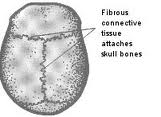 Fibrous
connective
tissue
attaches
skull bones